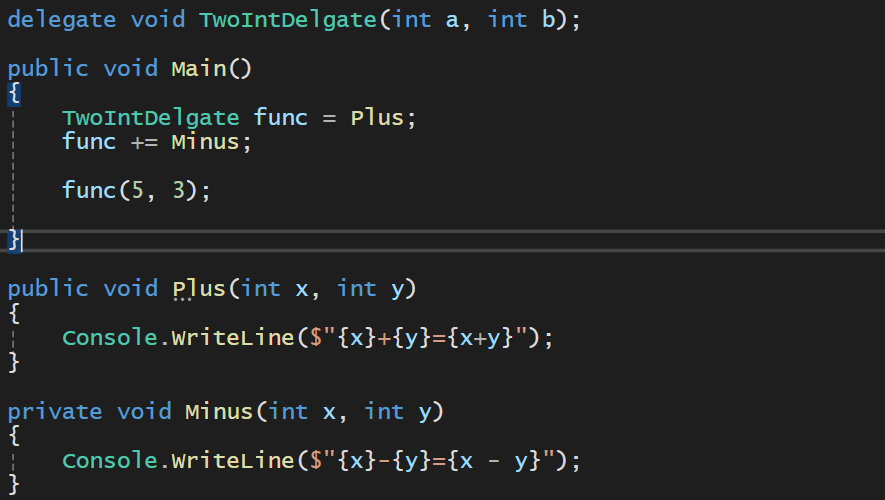 delegate void TwoIntDelgate(int a, int b);
public void Main()
{
TwoIntDelgate func = Plus;
func += Minus;
func(5, 3);
}
public void Plus(int x, int y)
{
Console.WriteLine($"{x}+{y}={x+y}");
}
private void Minus(int x, int y)
{
Console.WriteLine($"{x}-{y}={x - y}");
}